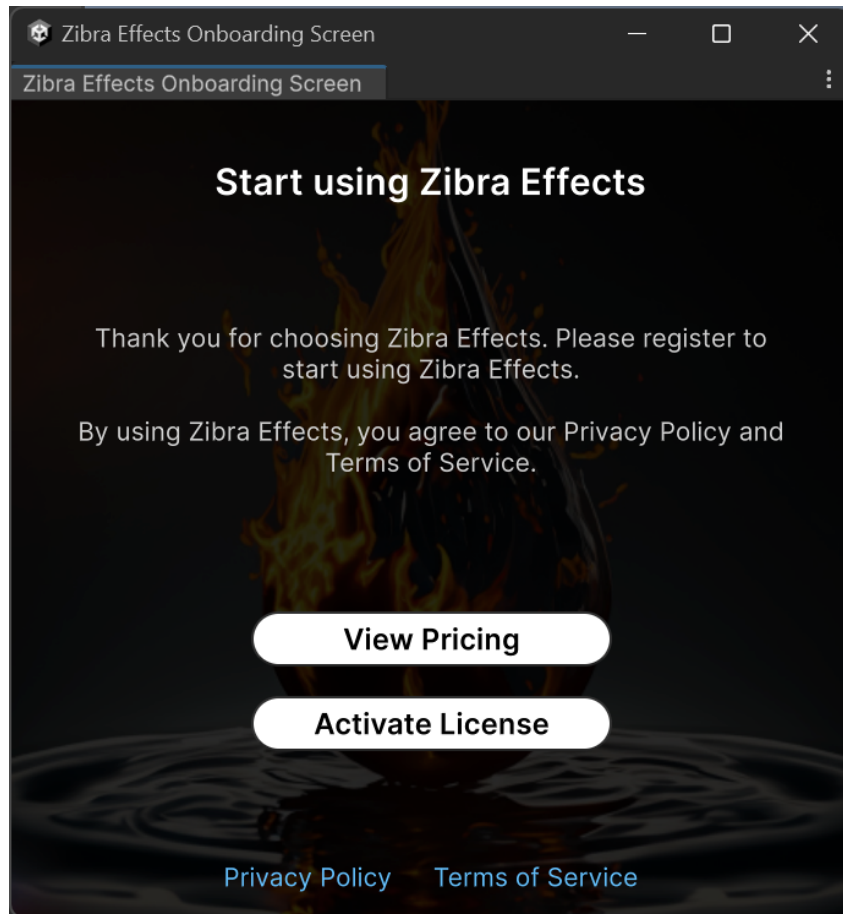 Zibra Effects Onboarding Screen
Zibra Effects Onboarding Screen
Start using Zibra Effects
Thank you for choosing Zibra Effects. Please register to
start using Zibra Effects.
By using Zibra Effects, you agree to our Privacy Policy and
Terms of Service.
View Pricing
Activate License
Privacy Policy Terms of Service